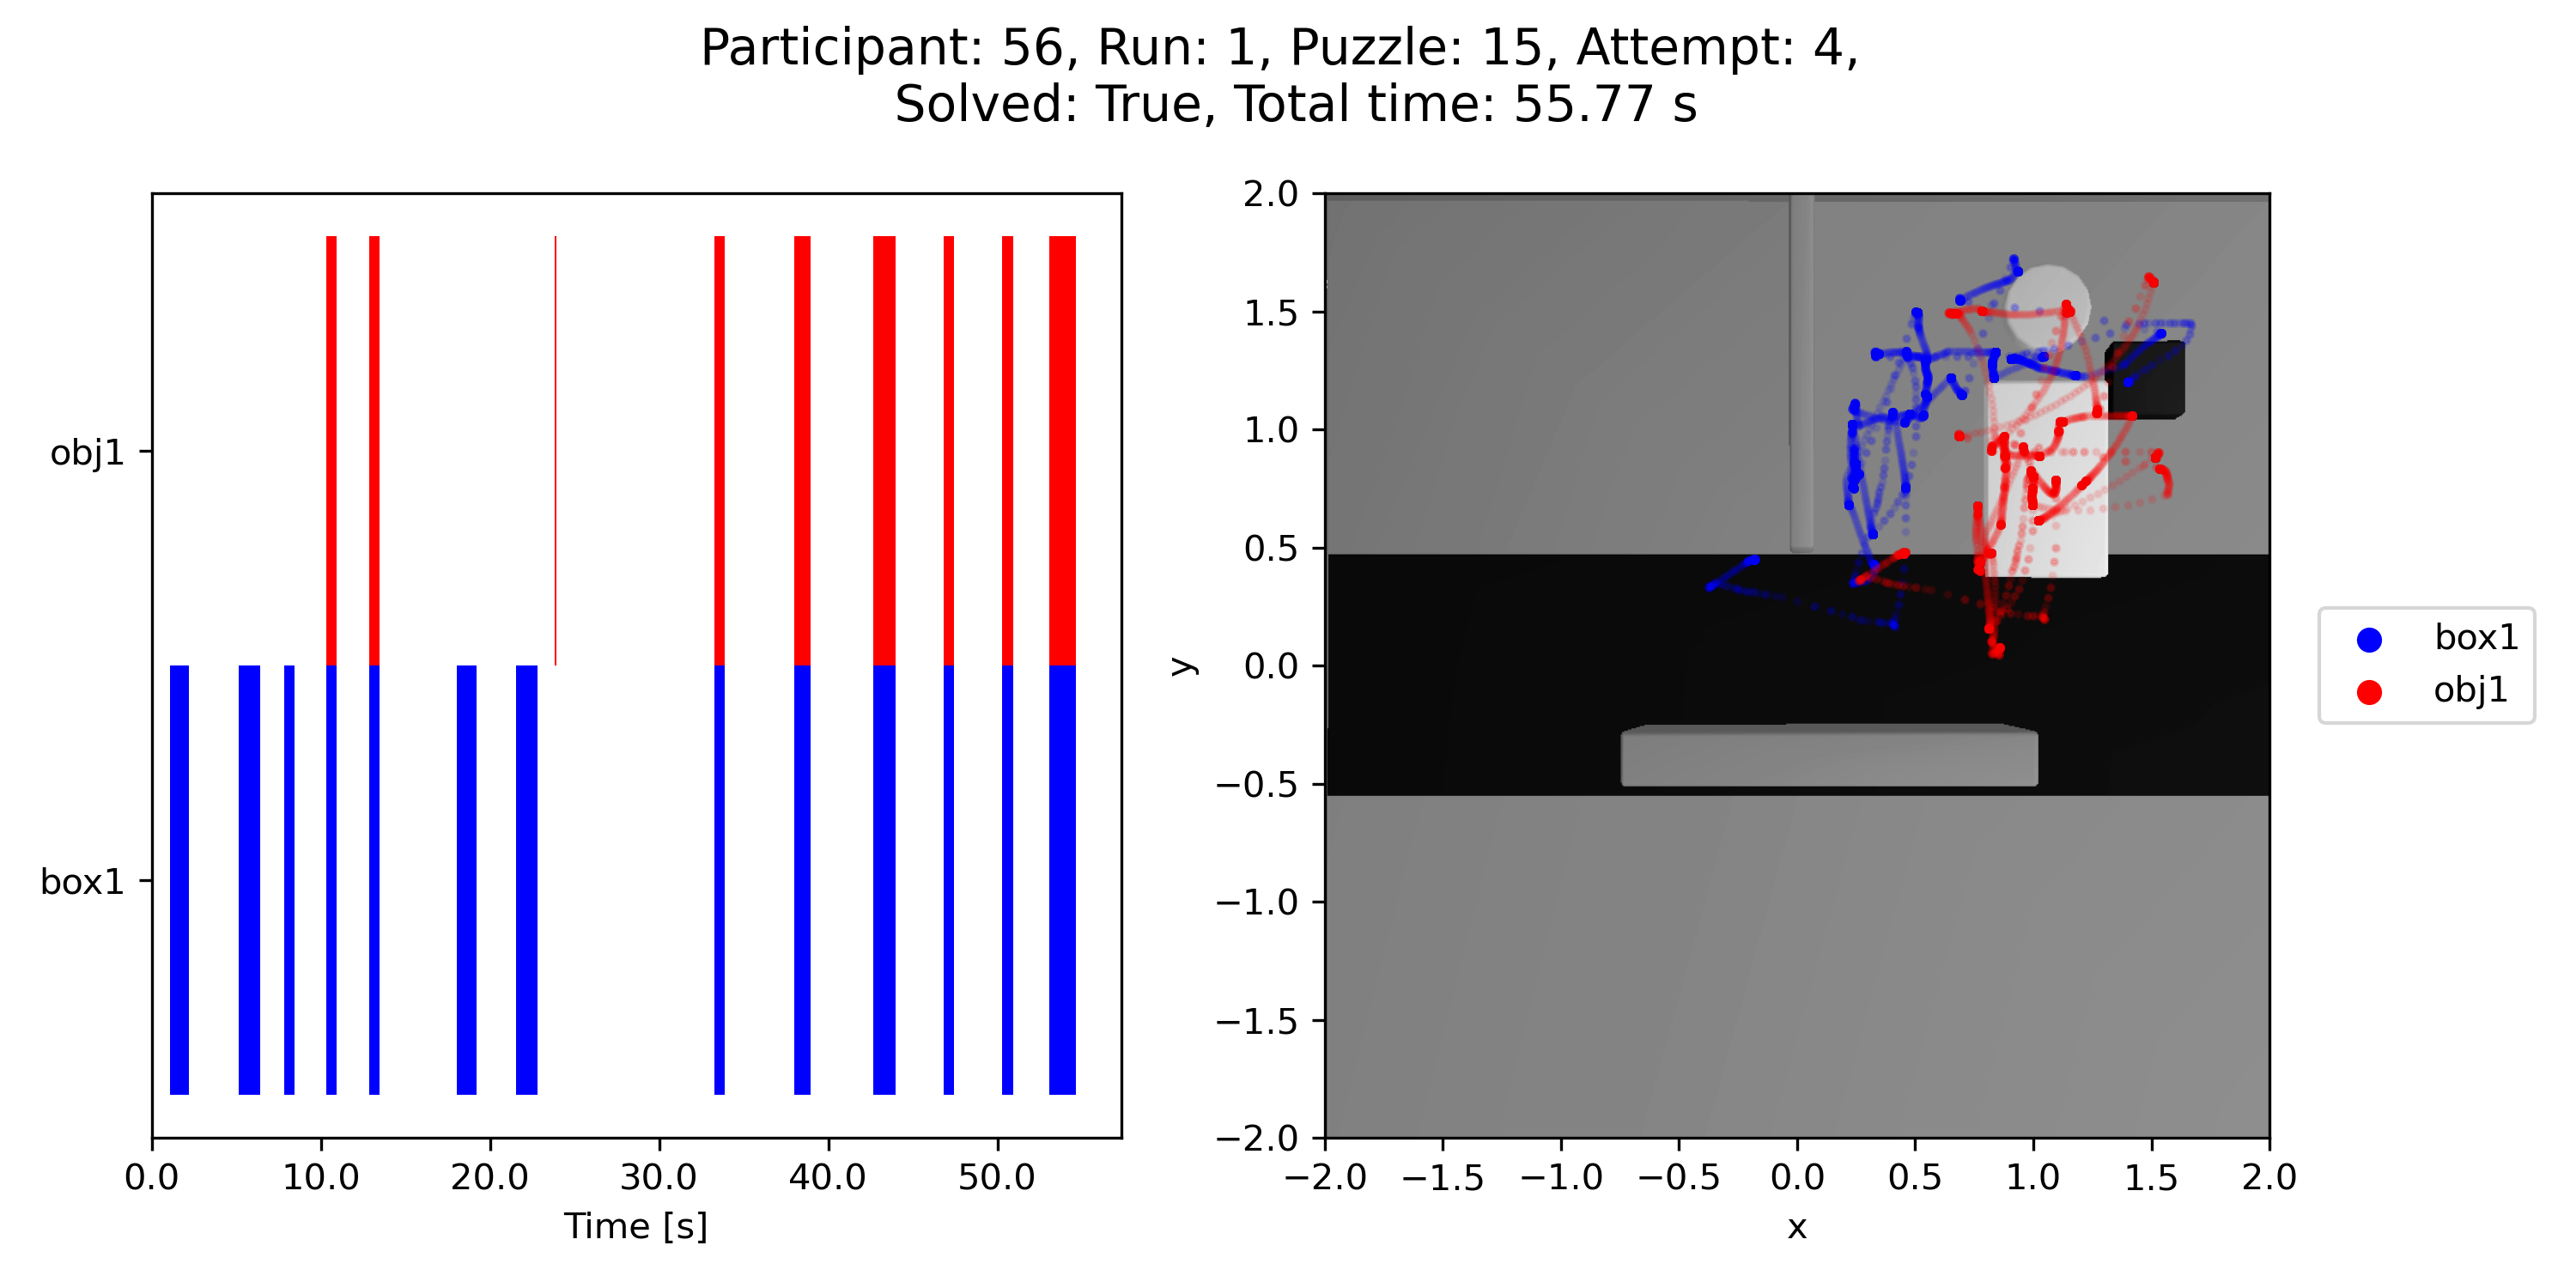 Participant: 56, Run: 1, Puzzle: 15, Attempt: 4,
Solved: True, Total time: 55.77 s
obj1
box1
0.0 10.0 20.0 30.0 40.0 50.0
Time [s]
2.0
1.5
1.0
0.5
0.0
−0.5
−1.0
−1.5
−2.0
y
−2.0 −1.5 −1.0 −0.5 0.0 0.5 1.0 1.5 2.0
x
box1
obj1